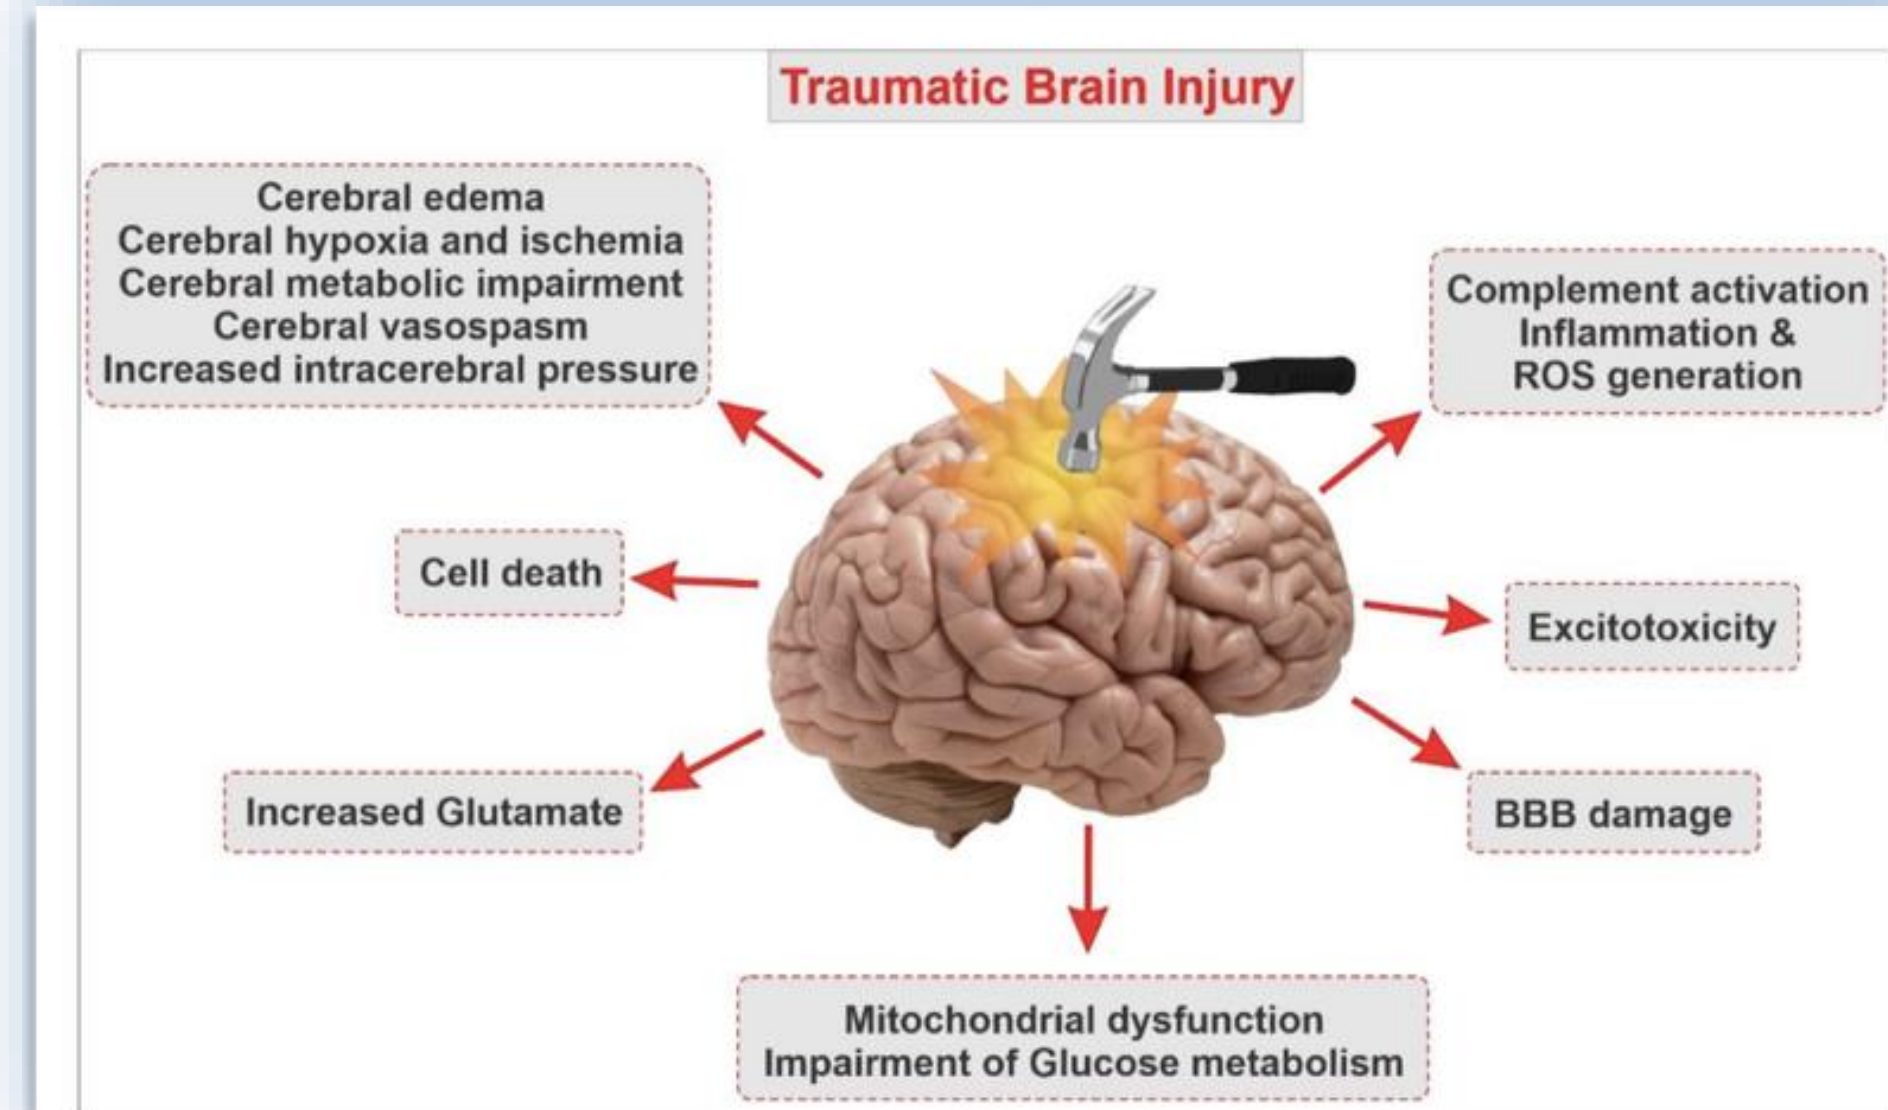 Traumatic Brain Injury
Cerebral edema
Cerebral hypoxia and ischemia
Cerebral metabolic impairment
Cerebral vasospasm
Increased intracerebral pressure
Complement activation
Inflammation &
ROS generation
Cell death
Excitotoxicity
Increased Glutamate
BBB damage
Mitochondrial dysfunction
Impairment of Glucose metabolism